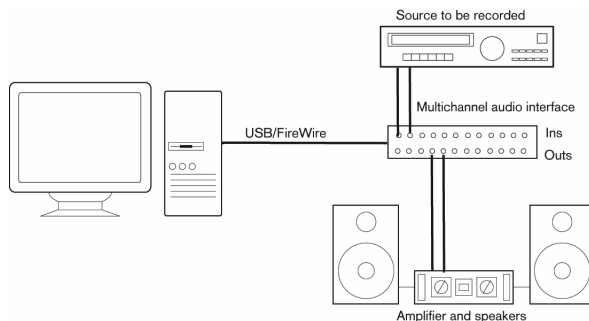 Source to be recorded
Multichannel audio interface
USB/FireWire
Ins
Outs
Amplifier and speakers